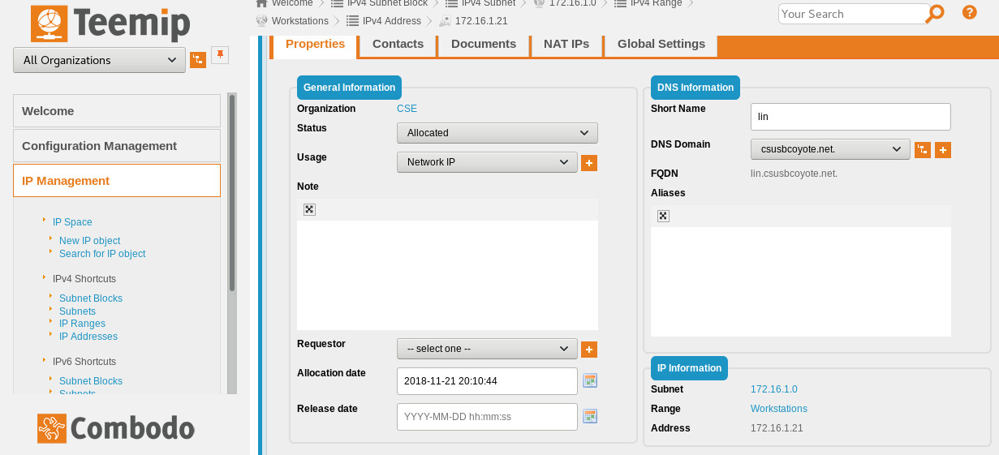 Teemip
All Organizations
Welcome
Configuration Management
IP Management
IP Space
New IP object
Search for IP object
IPv4 Shortcuts
Subnet Blocks
Subnets
IP Ranges
IP Addresses
IPv6 Shortcuts
Subnet Blocks
Subnets
Combodo
Welcome IPv4 Subnet Block IPv4 Subnet 172.16.1.0 IPv4 Range
Workstations IPv4 Address 172.16.1.21
Your Search
?
Properties Contacts Documents NAT IPs Global Settings
General Information
Organization CSE
Status Allocated
Usage Network IP
Note
Requestor -- select one --
Allocation date 2018-11-21 20:10:44
Release date YYYY-MM-DD hh:mm:ss
DNS Information
Short Name lin
DNS Domain csusbcoyote.net.
FQDN lin.csusbcoyote.net.
Aliases
IP Information
Subnet 172.16.1.0
Range Workstations
Address 172.16.1.21